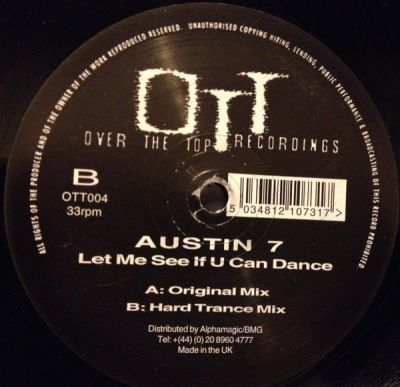 ALL RIGHTS OF THE PRODUCER AND OF THE OWNER OF THE WORK REPRODUCED RESERVED. UNAUTHORISED COPYING HIRING, LENDING, PUBLIC PERFORMANCE & BROADCASTING OF THIS RECORD PROHIBITED
OTT
OVER THE TOP RECORDINGS
B
OTT004
33rpm
5 034812 107317 >
AUSTIN 7
Let Me See If U Can Dance
A: Original Mix
B: Hard Trance Mix
Distributed by Alphamagic/BMG
Tel: +(44) (0) 20 8960 4777
Made in the UK